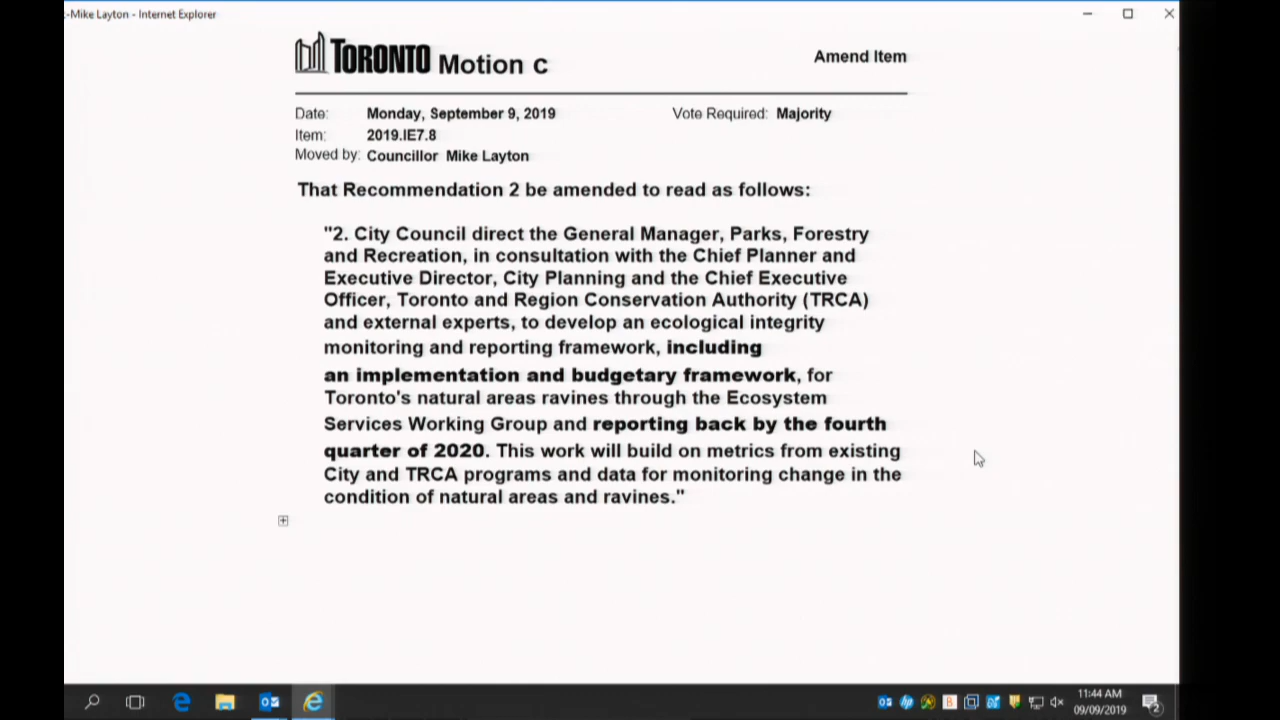 :-Mike Layton - Internet Explorer
TORONTO Motion c
Amend Item
Date: Monday, September 9, 2019
Vote Required: Majority
Item: 2019.IE7.8
Moved by: Councillor Mike Layton
That Recommendation 2 be amended to read as follows:
"2. City Council direct the General Manager, Parks, Forestry
and Recreation, in consultation with the Chief Planner and
Executive Director, City Planning and the Chief Executive
Officer, Toronto and Region Conservation Authority (TRCA)
and external experts, to develop an ecological integrity
monitoring and reporting framework, including
an implementation and budgetary framework, for
Toronto's natural areas ravines through the Ecosystem
Services Working Group and reporting back by the fourth
quarter of 2020. This work will build on metrics from existing
City and TRCA programs and data for monitoring change in the
condition of natural areas and ravines."
11:44 AM
09/09/2019
2